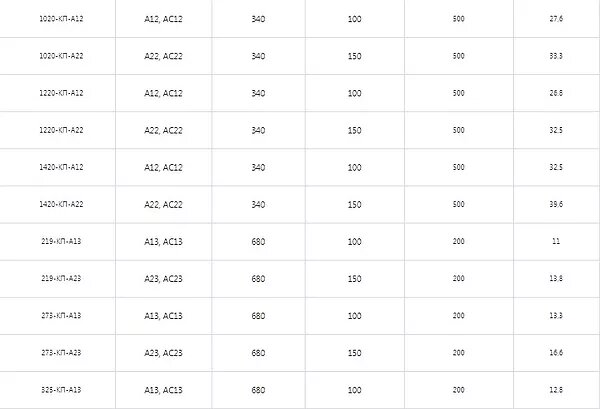 1020-КП-А12 А12, АС12 340 100 500 27,6
1020-КП-А22 А22, АС22 340 150 500 33,3
1220-КП-А12 А12, АС12 340 100 500 26,8
1220-КП-А22 А22, АС22 340 150 500 32,5
1420-КП-А12 А12, АС12 340 100 500 32,5
1420-КП-А22 А22, АС22 340 150 500 39,6
219-КП-А13 А13, АС13 680 100 200 11
219-КП-А23 А23, АС23 680 150 200 13,8
273-КП-А13 А13, АС13 680 100 200 13,3
273-КП-А23 А23, АС23 680 150 200 16,6
325-КП-А13 А13, АС13 680 100 200 12,8